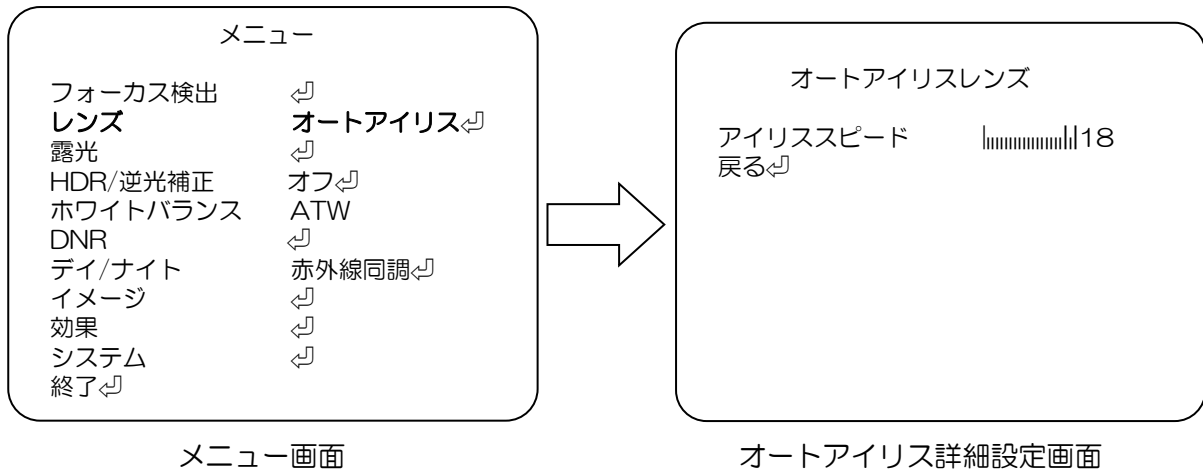 メニュー
フォーカス検出 ⏎
レンズ オートアイリス⏎
露光 ⏎
HDR/逆光補正 オフ⏎
ホワイトバランス ATW
DNR ⏎
デイ/ナイト 赤外線同調⏎
イメージ ⏎
効果 ⏎
システム ⏎
終了⏎
メニュー画面
オートアイリスレンズ
アイリススピード 18
戻る⏎
オートアイリス詳細設定画面